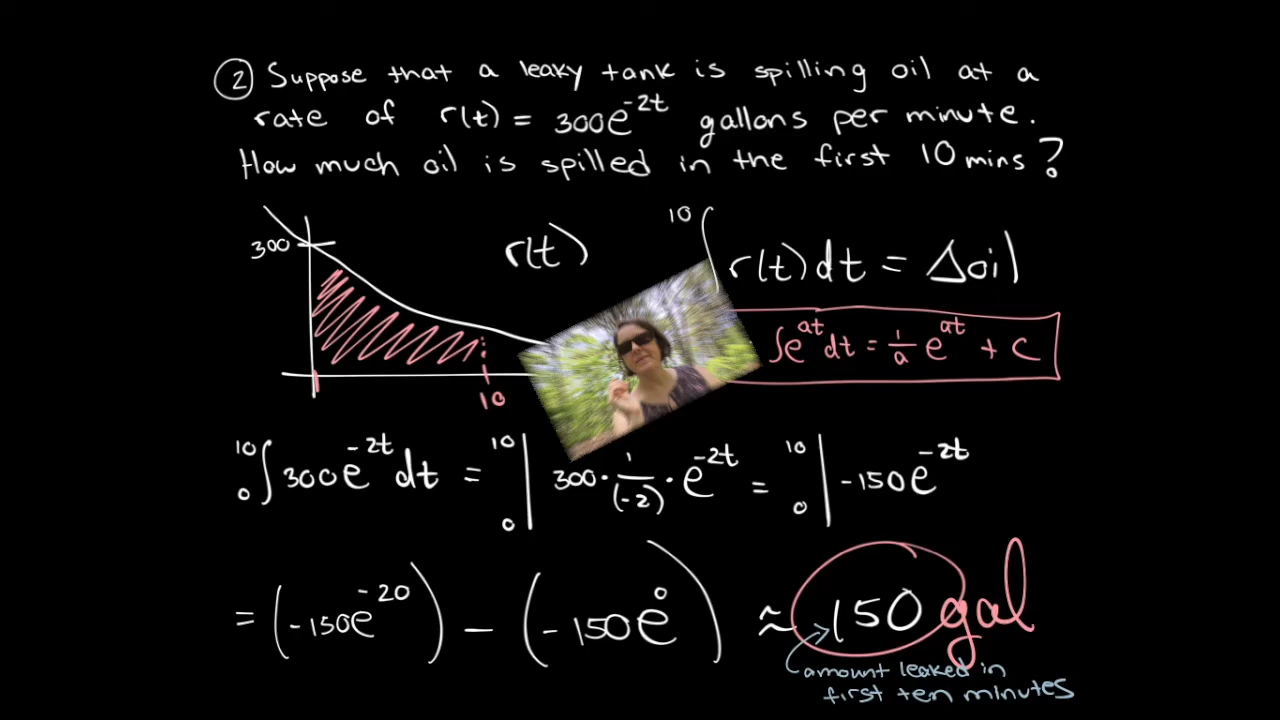 ② Suppose that a leaky tank is spilling oil at a
rate of r(t) = 300e^-2t gallons per minute.
How much oil is spilled in the first 10 mins?
300
r(t)
10
10
∫ r(t) dt = Δoil
∫e^at dt = 1/a e^at + C
10 ∫ 0 300e^-2t dt = 10 | 0 300 · 1/(-2) · e^-2t = 10 | 0 -150e^-2t
= (-150e^-20) - (-150e^0) ≈ 150 gal
amount leaked in
first ten minutes